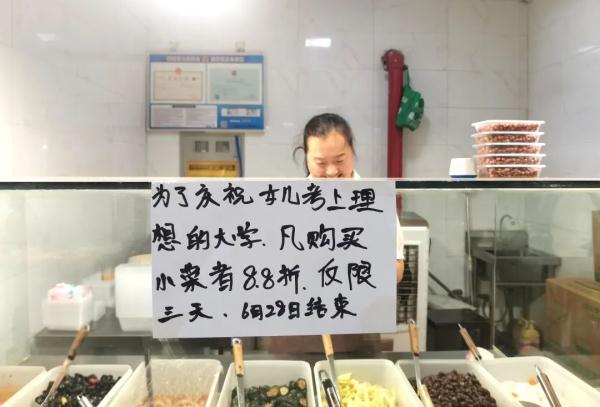 为了庆祝 女儿考上理
想的大学. 凡购买
小菜者8.8折. 仅限
三天. 6月28日结束